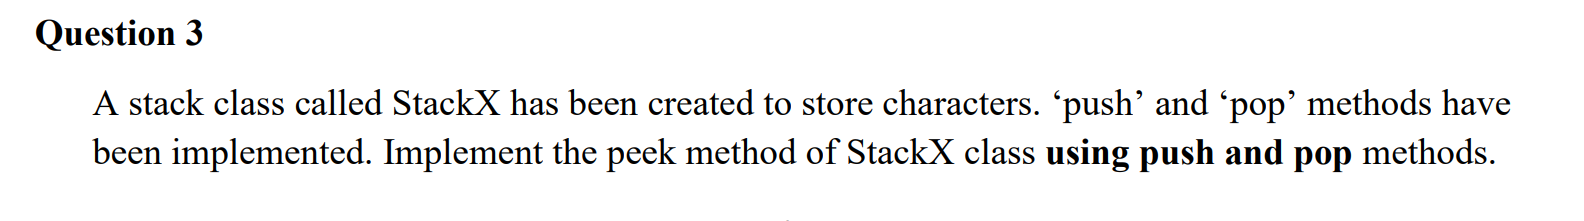 Question 3
A stack class called StackX has been created to store characters. ‘push’ and ‘pop’ methods have
been implemented. Implement the peek method of StackX class using push and pop methods.